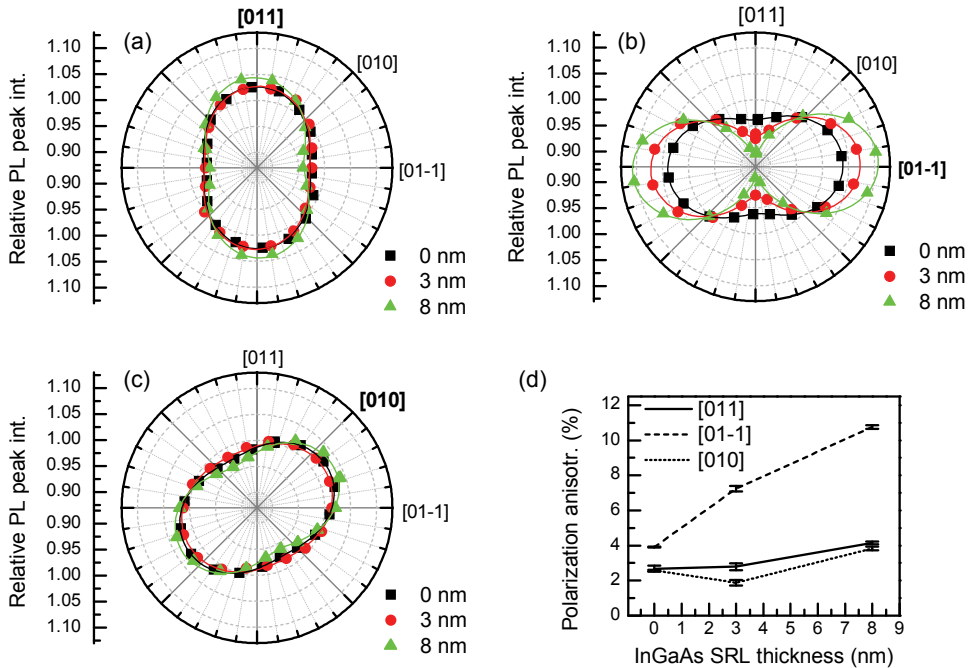 [011]
(a)
[010]
[01-1]
Relative PL peak int.
1.10
1.05
1.00
0.95
0.90
0.90
0.95
1.00
1.05
1.10
0 nm
3 nm
8 nm
[011]
(b)
[010]
[01-1]
Relative PL peak int.
1.10
1.05
1.00
0.95
0.90
0.90
0.95
1.00
1.05
1.10
0 nm
3 nm
8 nm
[011]
(c)
[010]
[01-1]
Relative PL peak int.
1.10
1.05
1.00
0.95
0.90
0.90
0.95
1.00
1.05
1.10
0 nm
3 nm
8 nm
(d)
[011]
[01-1]
[010]
Polarization anisotr. (%)
12
10
8
6
4
2
0
0 1 2 3 4 5 6 7 8 9
InGaAs SRL thickness (nm)